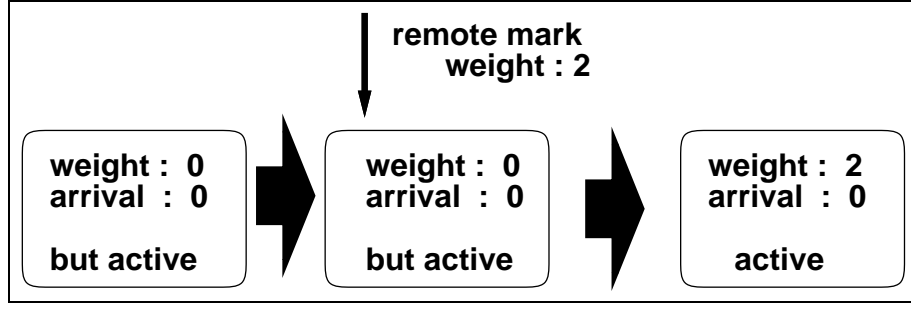 remote mark
weight : 2
weight : 0
arrival : 0
but active
weight : 0
arrival : 0
but active
weight : 2
arrival : 0
active